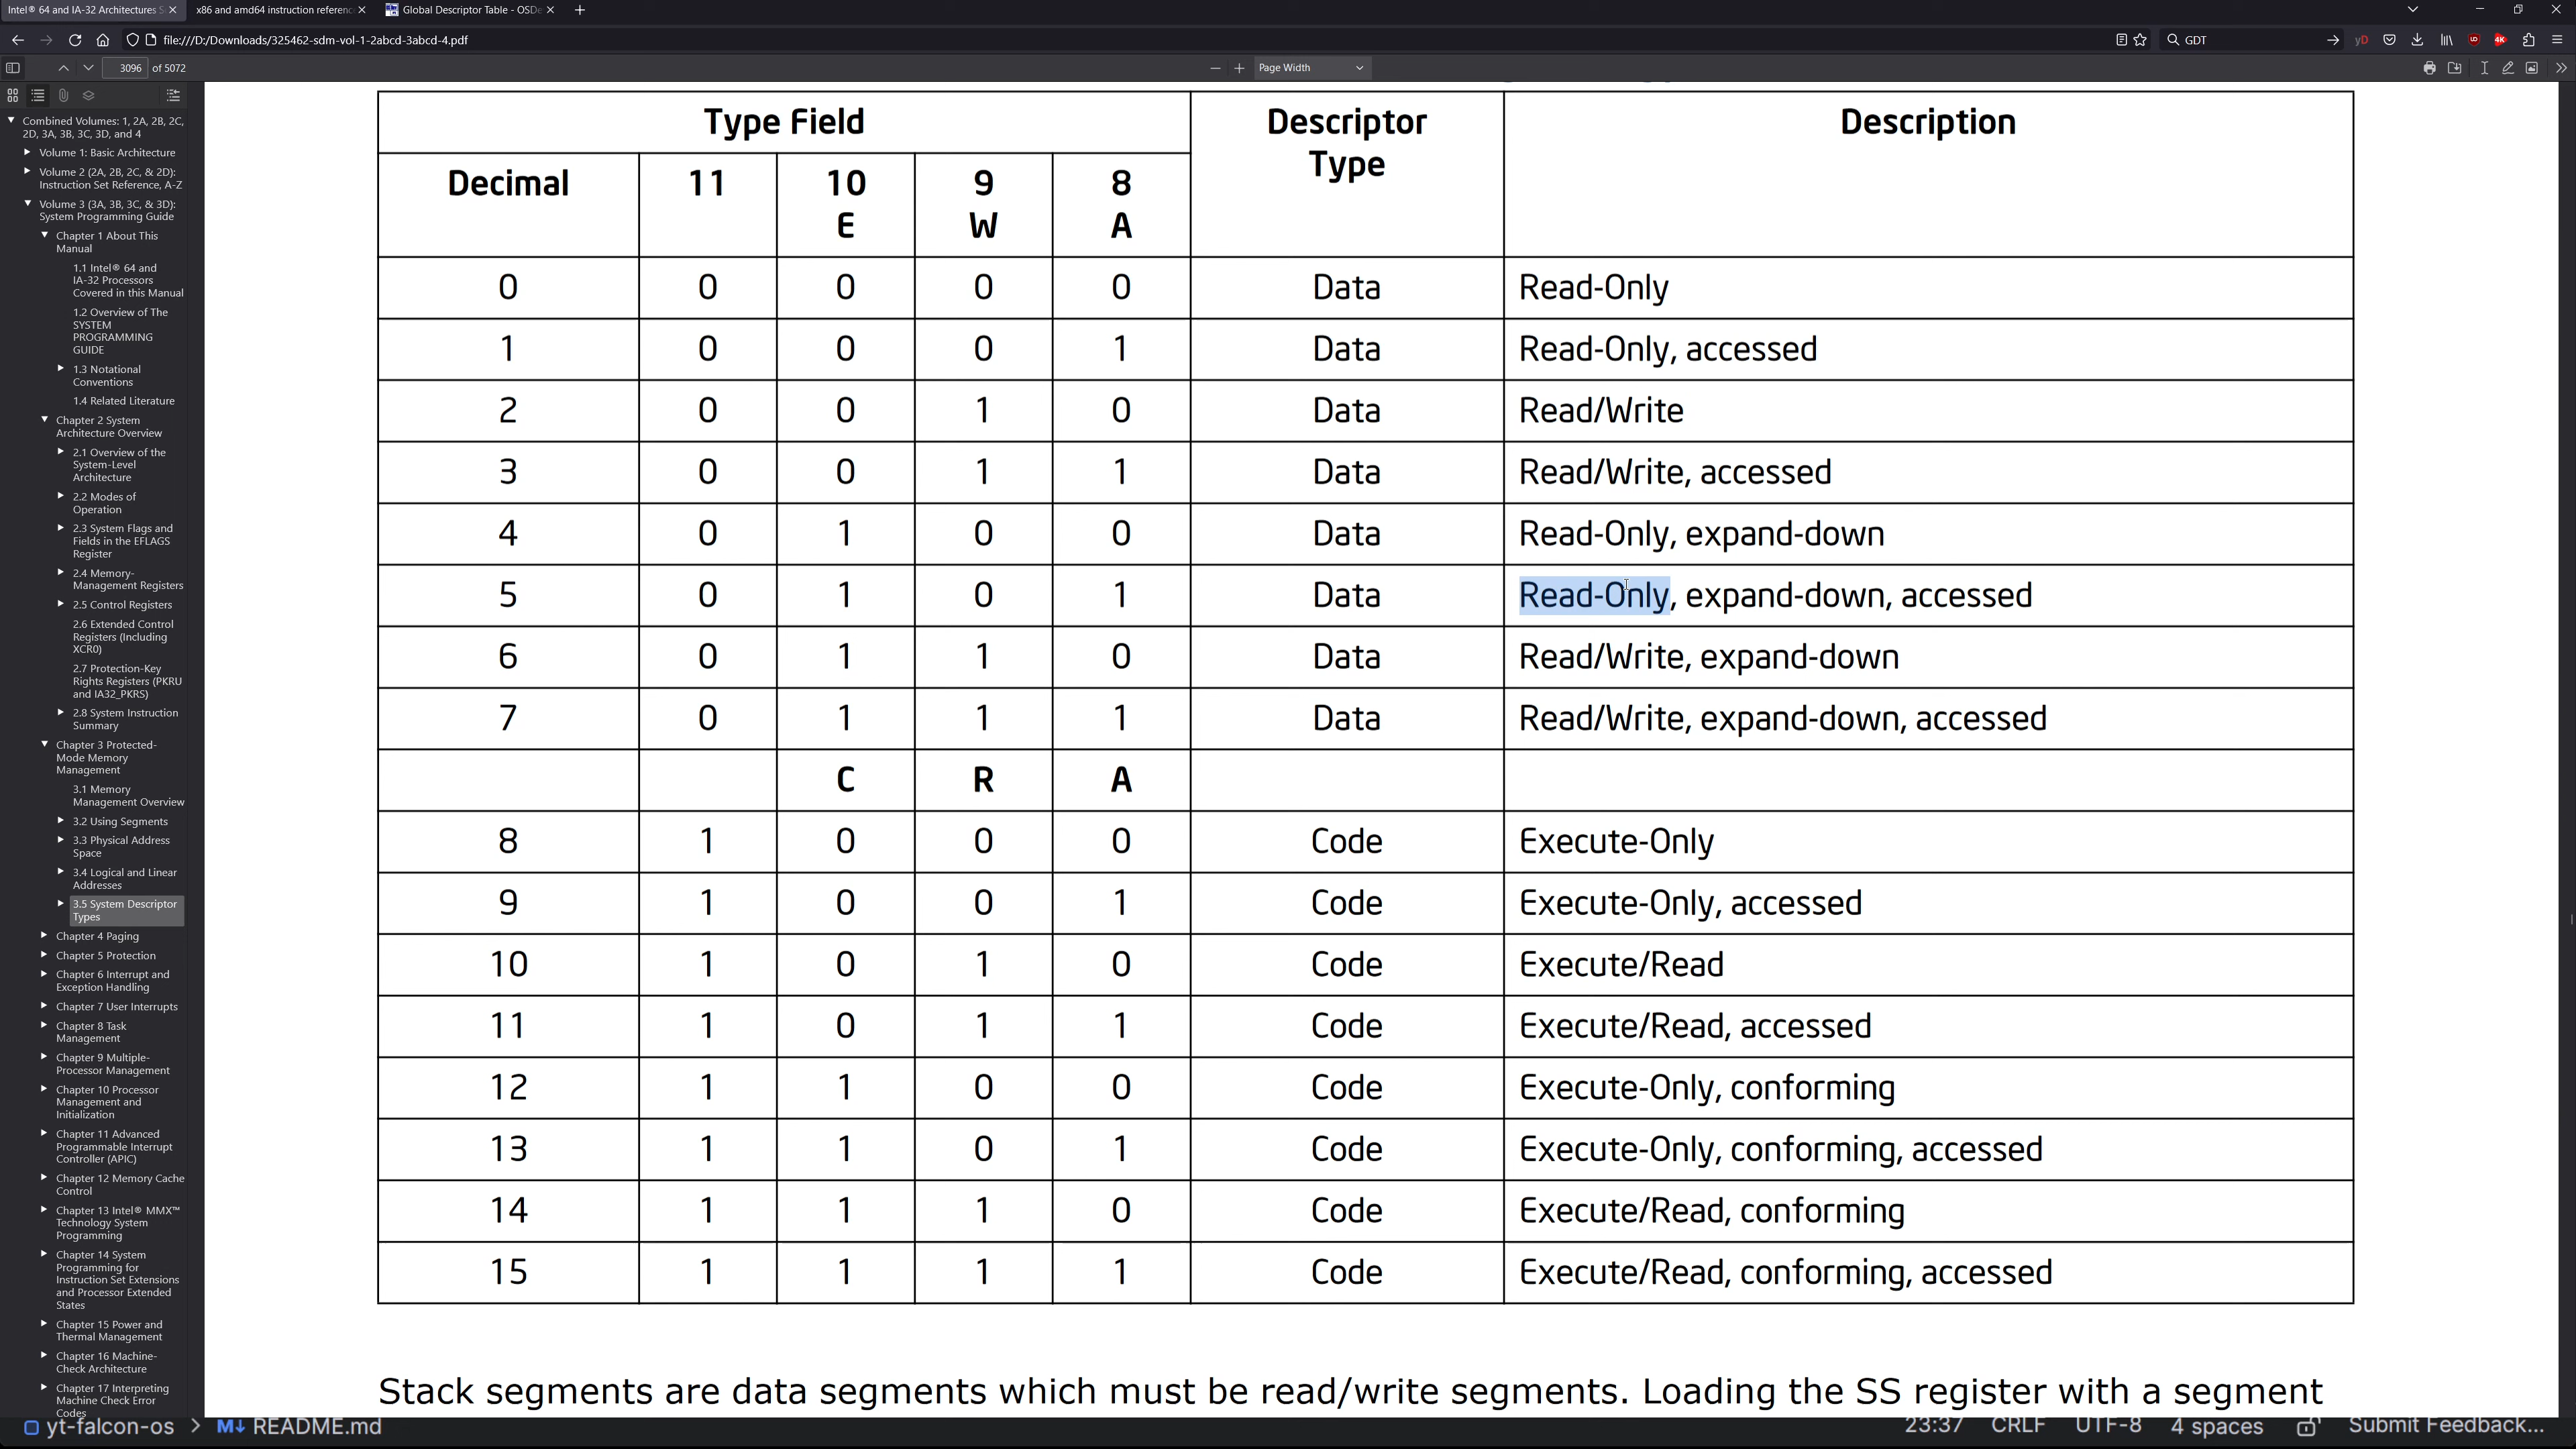 Intel® 64 and IA-32 Architectures S
x86 and amd64 instruction referenc
Global Descriptor Table - OSDe
file:///D:/Downloads/325462-sdm-vol-1-2abcd-3abcd-4.pdf
GDT
3096 of 5072
Page Width
Combined Volumes: 1, 2A, 2B, 2C,
2D, 3A, 3B, 3C, 3D, and 4
Volume 1: Basic Architecture
Volume 2 (2A, 2B, 2C, & 2D):
Instruction Set Reference, A-Z
Volume 3 (3A, 3B, 3C, & 3D):
System Programming Guide
Chapter 1 About This
Manual
1.1 Intel® 64 and
IA-32 Processors
Covered in this Manual
1.2 Overview of The
SYSTEM
PROGRAMMING
GUIDE
1.3 Notational
Conventions
1.4 Related Literature
Chapter 2 System
Architecture Overview
2.1 Overview of the
System-Level
Architecture
2.2 Modes of
Operation
2.3 System Flags and
Fields in the EFLAGS
Register
2.4 Memory-
Management Registers
2.5 Control Registers
2.6 Extended Control
Registers (Including
XCR0)
2.7 Protection-Key
Rights Registers (PKRU
and IA32_PKRS)
2.8 System Instruction
Summary
Chapter 3 Protected-
Mode Memory
Management
3.1 Memory
Management Overview
3.2 Using Segments
3.3 Physical Address
Space
3.4 Logical and Linear
Addresses
3.5 System Descriptor
Types
Chapter 4 Paging
Chapter 5 Protection
Chapter 6 Interrupt and
Exception Handling
Chapter 7 User Interrupts
Chapter 8 Task
Management
Chapter 9 Multiple-
Processor Management
Chapter 10 Processor
Management and
Initialization
Chapter 11 Advanced
Programmable Interrupt
Controller (APIC)
Chapter 12 Memory Cache
Control
Chapter 13 Intel® MMX™
Technology System
Programming
Chapter 14 System
Programming for
Instruction Set Extensions
and Processor Extended
States
Chapter 15 Power and
Thermal Management
Chapter 16 Machine-
Check Architecture
Chapter 17 Interpreting
Machine Check Error
Codes
Type Field Descriptor Description
Type
Decimal 11 10 9 8
E W A
0 0 0 0 0 Data Read-Only
1 0 0 0 1 Data Read-Only, accessed
2 0 0 1 0 Data Read/Write
3 0 0 1 1 Data Read/Write, accessed
4 0 1 0 0 Data Read-Only, expand-down
5 0 1 0 1 Data Read-Only, expand-down, accessed
6 0 1 1 0 Data Read/Write, expand-down
7 0 1 1 1 Data Read/Write, expand-down, accessed
C R A
8 1 0 0 0 Code Execute-Only
9 1 0 0 1 Code Execute-Only, accessed
10 1 0 1 0 Code Execute/Read
11 1 0 1 1 Code Execute/Read, accessed
12 1 1 0 0 Code Execute-Only, conforming
13 1 1 0 1 Code Execute-Only, conforming, accessed
14 1 1 1 0 Code Execute/Read, conforming
15 1 1 1 1 Code Execute/Read, conforming, accessed
Stack segments are data segments which must be read/write segments. Loading the SS register with a segment
yt-falcon-os > M↓ README.md 23:37 CRLF UTF-8 4 spaces Submit Feedback...